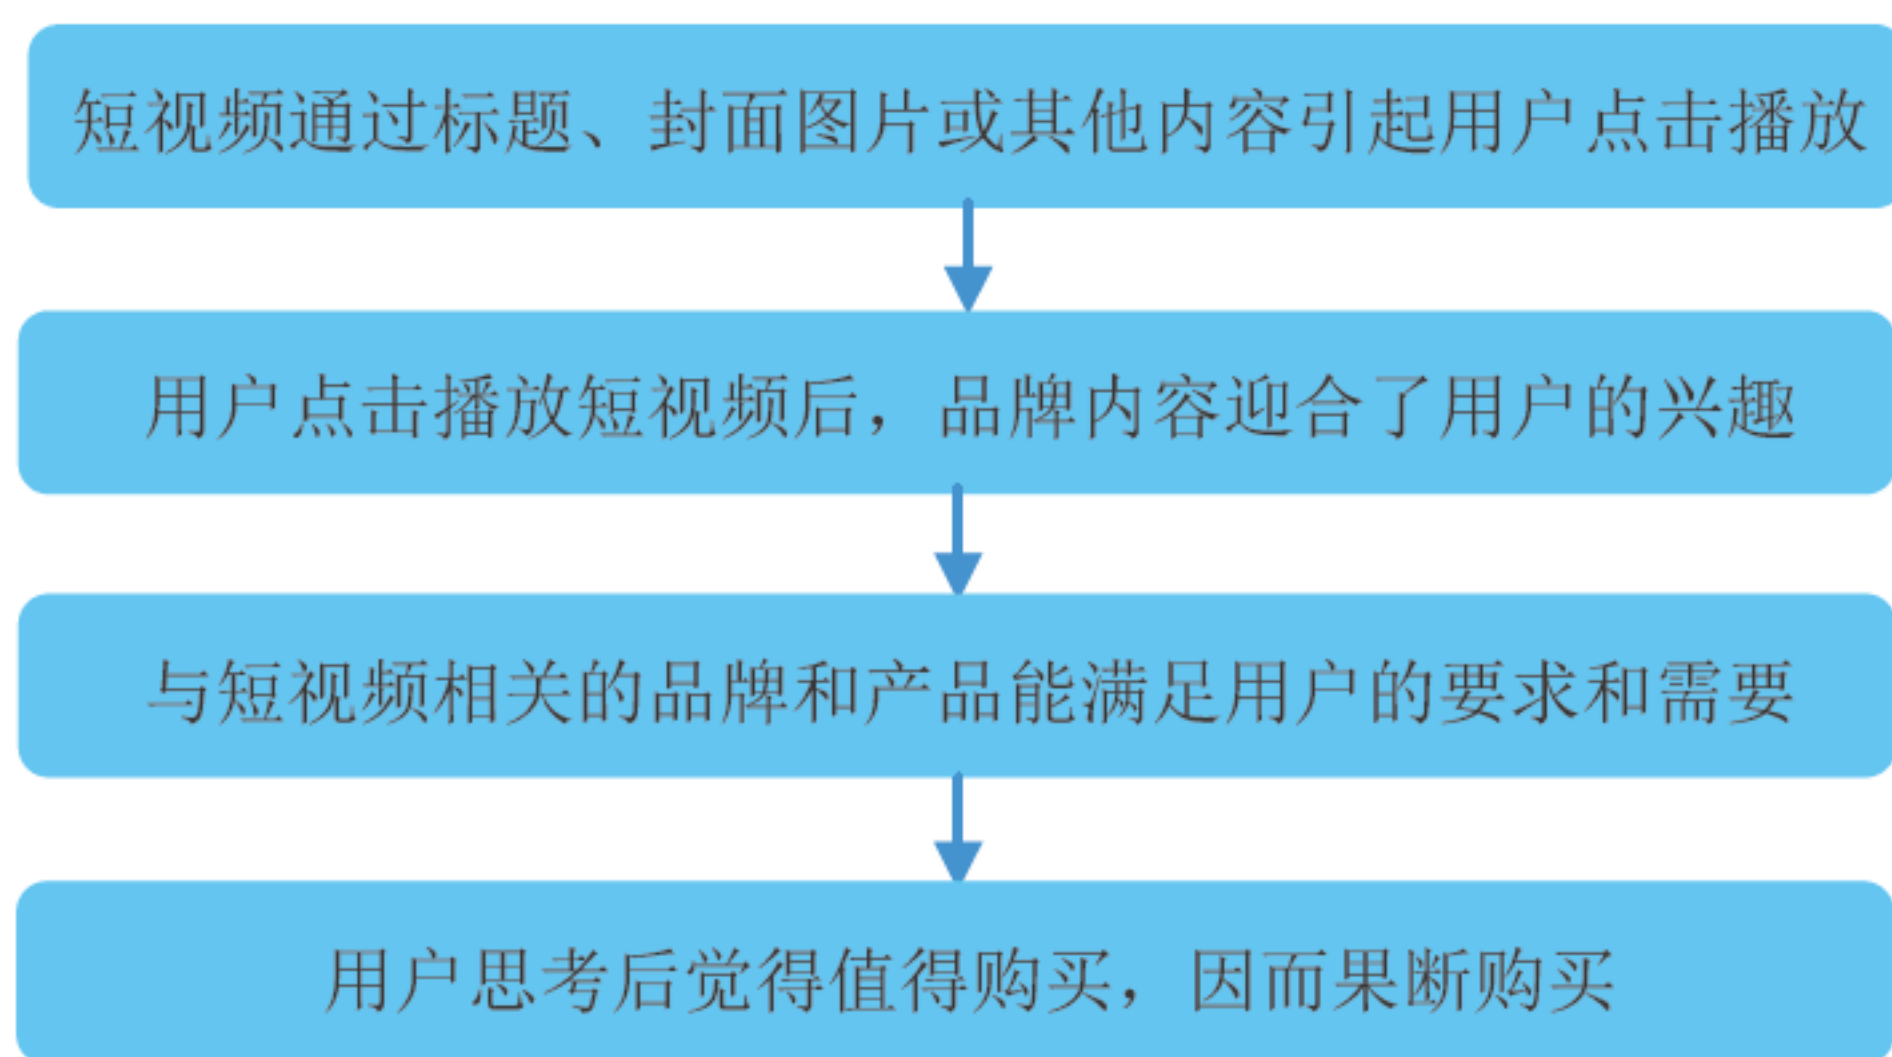 短视频通过标题、封面图片或其他内容引起用户点击播放
用户点击播放短视频后，品牌内容迎合了用户的兴趣
与短视频相关的品牌和产品能满足用户的要求和需要
用户思考后觉得值得购买，因而果断购买